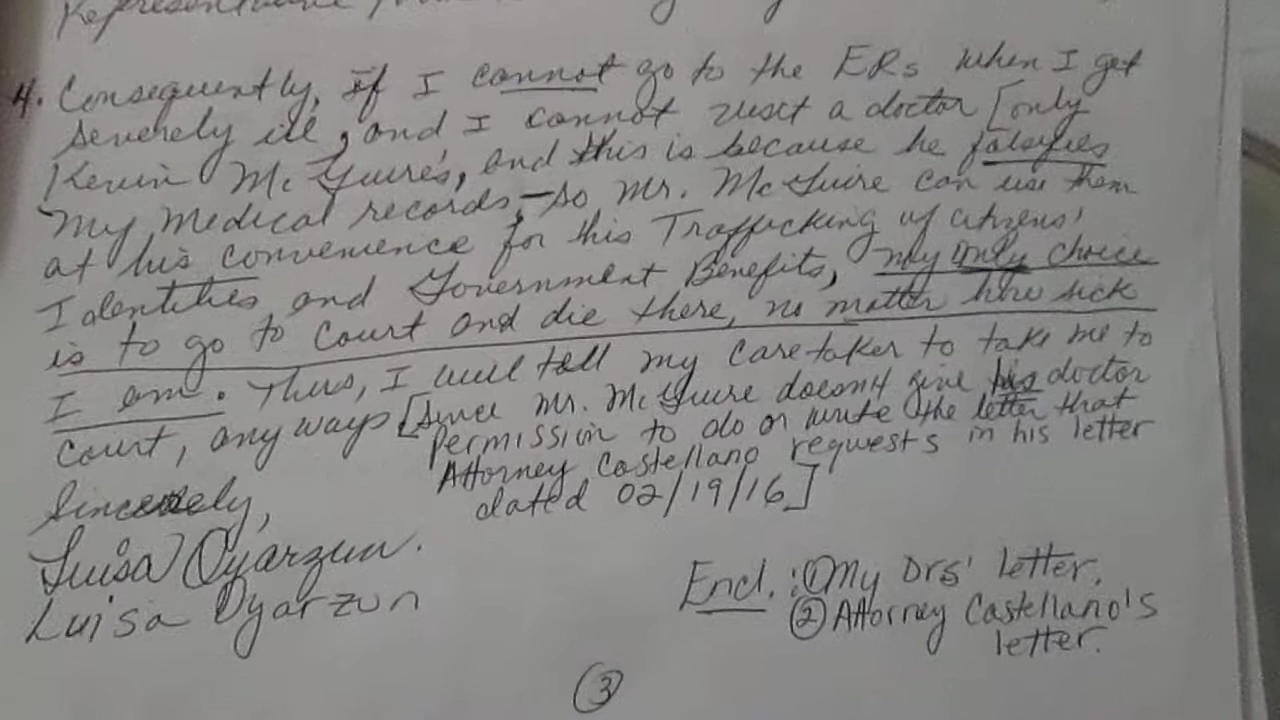 4. Consequently, if I cannot go to the ERs when I get
severely ill, and I cannot visit a doctor [only
Kevin McGuire's, and this is because he falsifies
my medical records, - so Mr. McGuire can use them
at his convenience for his Trafficking of citizens'
Identities and Government Benefits, my only choice
is to go to Court and die there, no matter how sick
I am. Thus, I will tell my caretaker to take me to
court, any ways [since Mr. McGuire doesn't give his doctor
permission to do or write the letter that
Attorney Castellano requests in his letter
dated 02/19/16]
Sincerely,
Luisa Oyarzun.
Luisa Oyarzun
Encl.: ① My Drs' letter.
② Attorney Castellano's
letter.
③